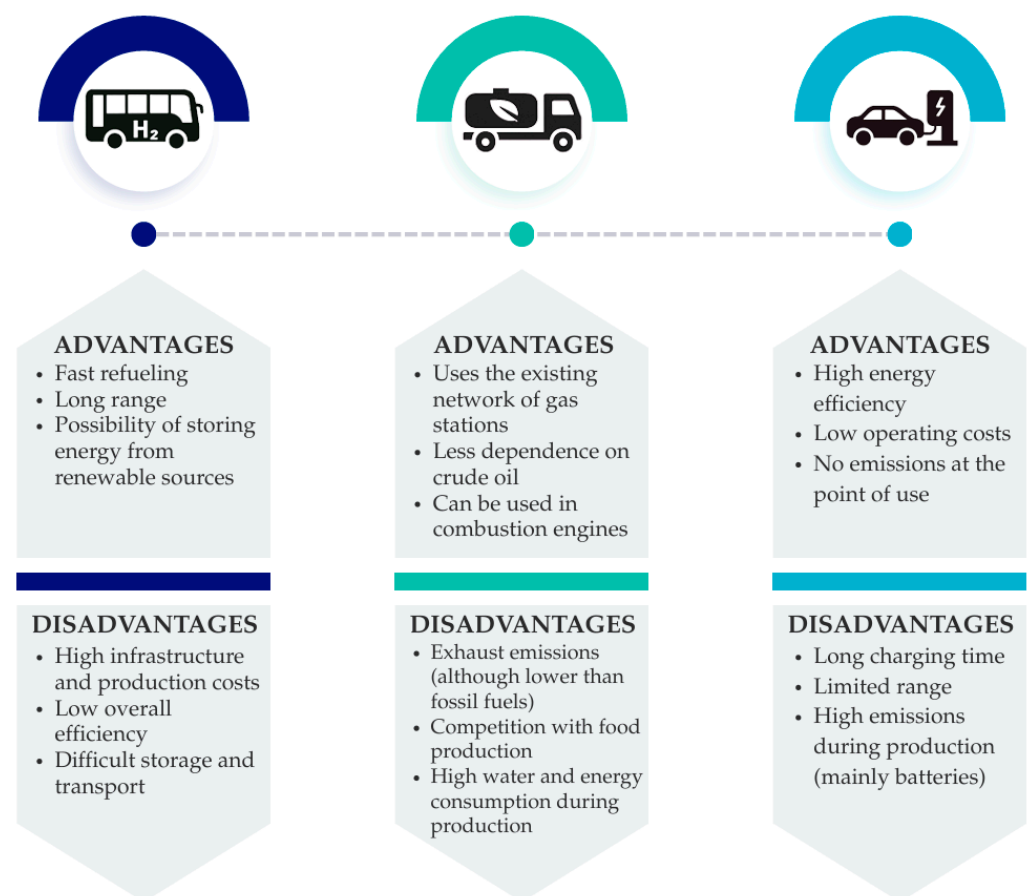 H₂
ADVANTAGES
• Fast refueling
• Long range
• Possibility of storing
energy from
renewable sources
DISADVANTAGES
• High infrastructure
and production costs
• Low overall
efficiency
• Difficult storage and
transport
ADVANTAGES
• Uses the existing
network of gas
stations
• Less dependence on
crude oil
• Can be used in
combustion engines
DISADVANTAGES
• Exhaust emissions
(although lower than
fossil fuels)
• Competition with food
production
• High water and energy
consumption during
production
ADVANTAGES
• High energy
efficiency
• Low operating costs
• No emissions at the
point of use
DISADVANTAGES
• Long charging time
• Limited range
• High emissions
during production
(mainly batteries)